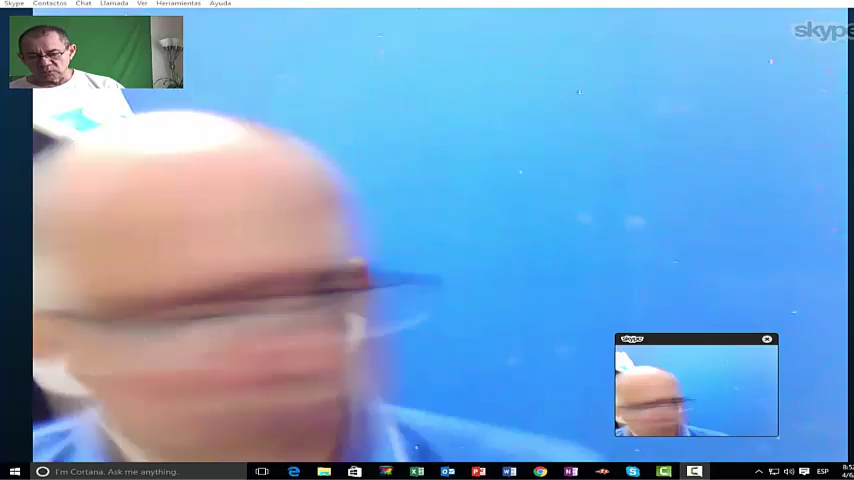 Skype Contactos Chat Llamada Ver Herramientas Ayuda
skype
skype
I'm Cortana. Ask me anything.
ESP